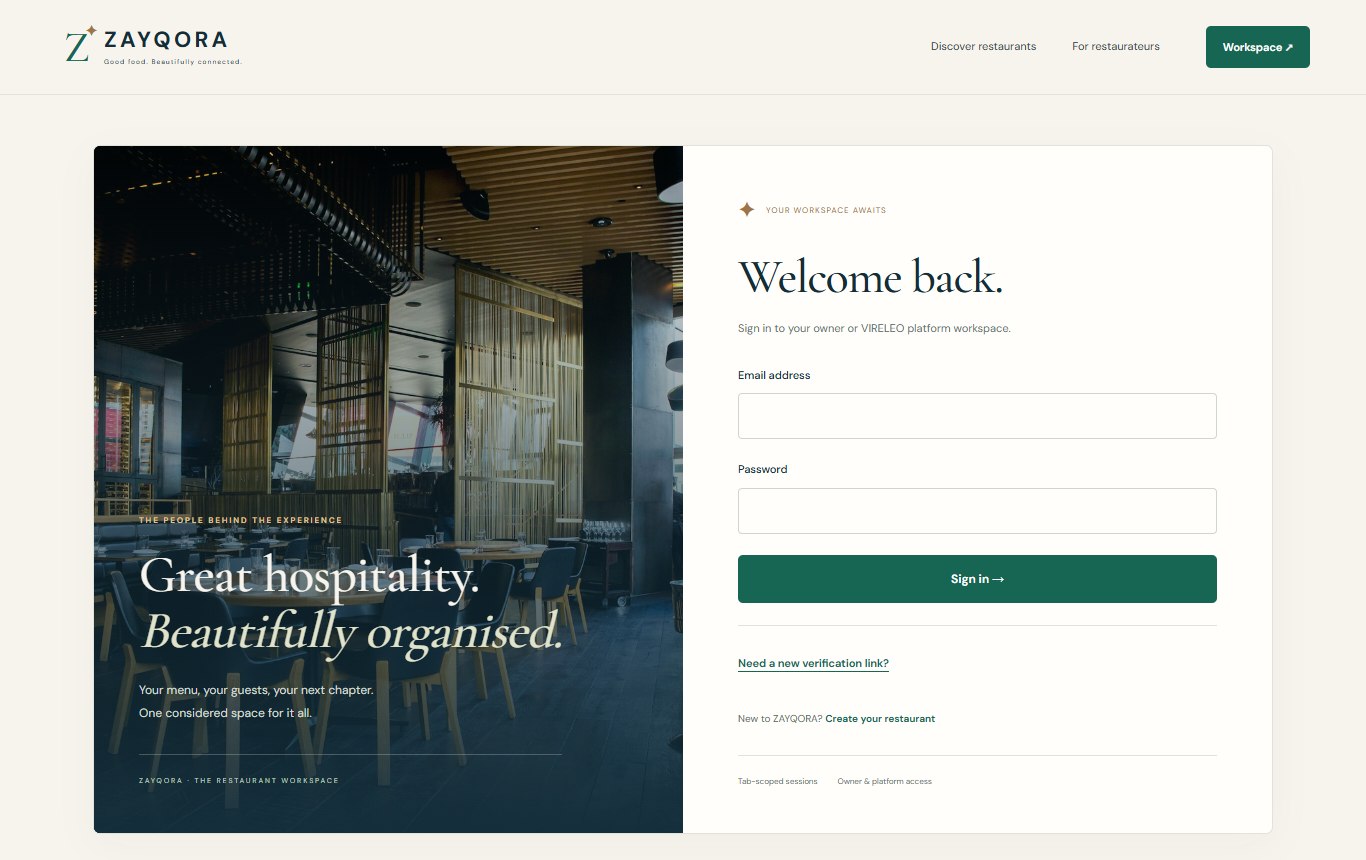 Z ZAYQORA
Good food. Beautifully connected.
Discover restaurants
For restaurateurs
Workspace ↗
THE PEOPLE BEHIND THE EXPERIENCE
Great hospitality.
Beautifully organised.
Your menu, your guests, your next chapter.
One considered space for it all.
ZAYQORA · THE RESTAURANT WORKSPACE
YOUR WORKSPACE AWAITS
Welcome back.
Sign in to your owner or VIRELEO platform workspace.
Email address
Password
Sign in →
Need a new verification link?
New to ZAYQORA? Create your restaurant
Tab-scoped sessions
Owner & platform access